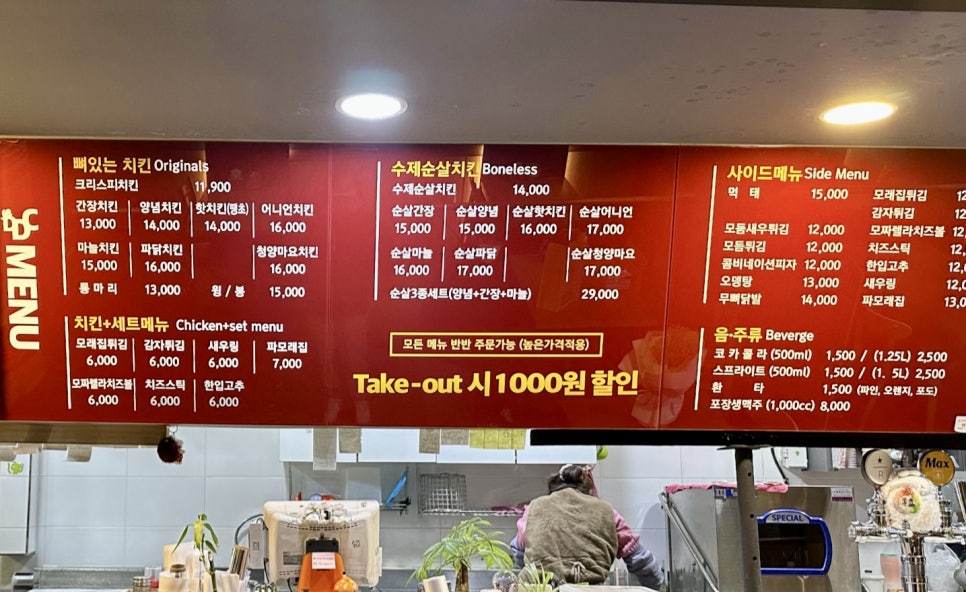 MENU
뼈있는 치킨 Originals
크리스피치킨 11,900
간장치킨 양념치킨 핫치킨(땡초) 어니언치킨
13,000 14,000 14,000 16,000
마늘치킨 파닭치킨 청양마요치킨
15,000 16,000 16,000
통마리 13,000 윙/봉 15,000
치킨+세트메뉴 Chicken+set menu
모래집튀김 감자튀김 새우링 파모래집
6,000 6,000 6,000 7,000
모짜렐라치즈볼 치즈스틱 한입고추
6,000 6,000 6,000
수제순살치킨 Boneless
수제순살치킨 14,000
순살간장 순살양념 순살핫치킨 순살어니언
15,000 15,000 16,000 17,000
순살마늘 순살파닭 순살청양마요
16,000 17,000 17,000
순살3종세트(양념+간장+마늘) 29,000
모든 메뉴 반반 주문가능 (높은가격적용)
Take-out 시 1000원 할인
사이드메뉴 Side Menu
먹태 15,000 모래집튀김
감자튀김
모둠새우튀김 12,000 모짜렐라치즈볼
모듬튀김 12,000 치즈스틱
콤비네이션피자 12,000 한입고추
오뎅탕 13,000 새우링
무뼈닭발 14,000 파모래집
음·주류 Beverge
코카콜라 (500ml) 1,500 / (1.25L) 2,500
스프라이트 (500ml) 1,500 / (1. 5L) 2,500
환타 1,500 (파인, 오렌지, 포도)
포장생맥주 (1,000cc) 8,000
SPECIAL
Max